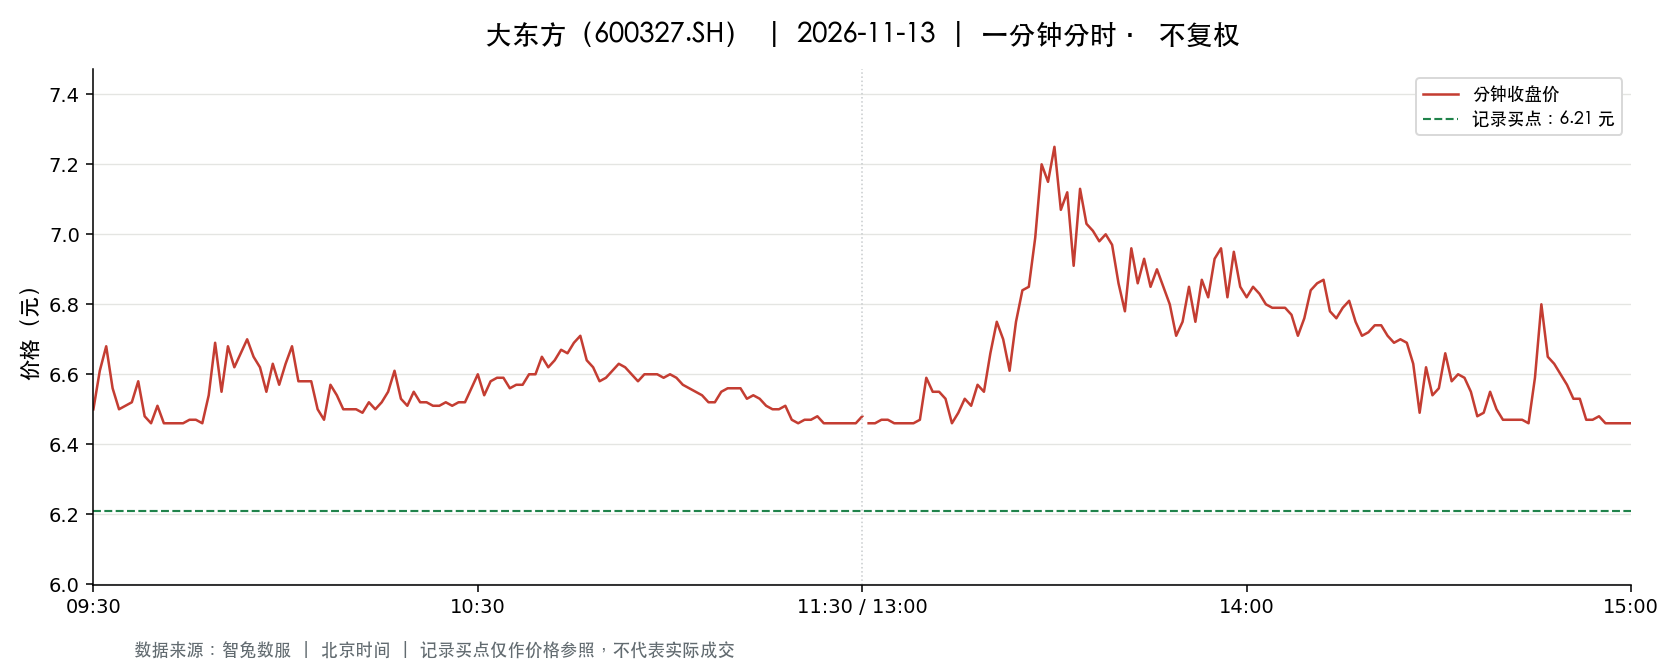 大东方（600327.SH） | 2026-11-13 | 一分钟分时 · 不复权
分钟收盘价
记录买点：6.21 元
价格（元）
7.4
7.2
7.0
6.8
6.6
6.4
6.2
6.0
09:30 10:30 11:30 / 13:00 14:00 15:00
数据来源：智兔数服 | 北京时间 | 记录买点仅作价格参照，不代表实际成交